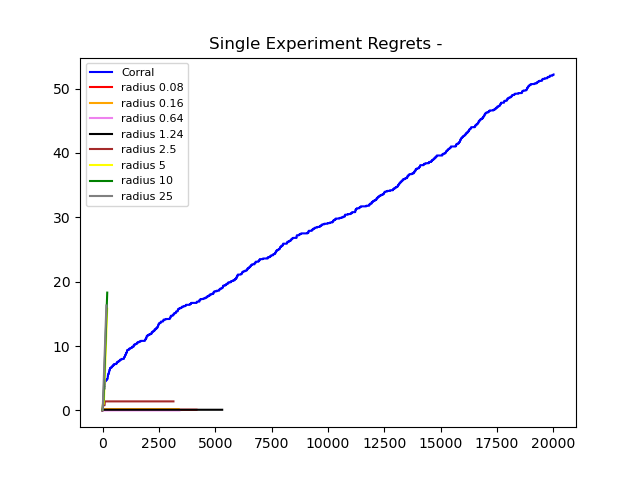 Single Experiment Regrets -
50
40
30
20
10
0
Corral
radius 0.08
radius 0.16
radius 0.64
radius 1.24
radius 2.5
radius 5
radius 10
radius 25
0 2500 5000 7500 10000 12500 15000 17500 20000